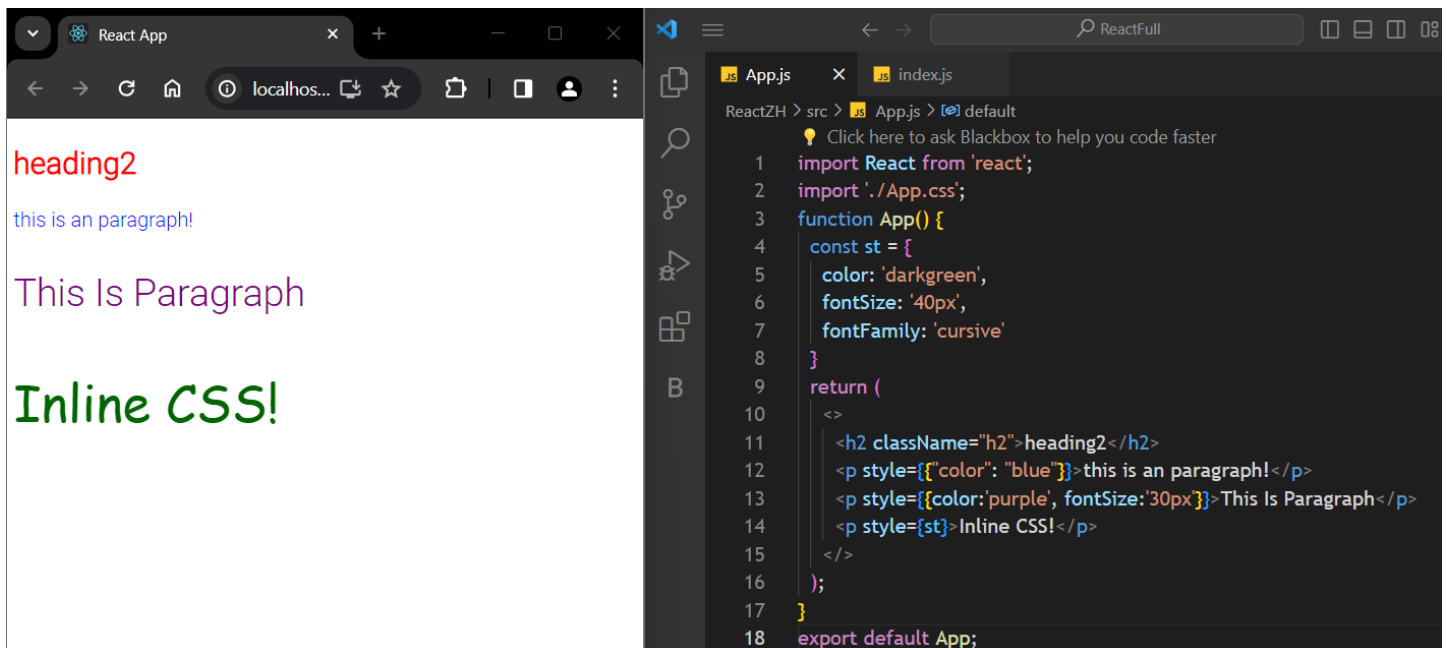 React App
localhos...
heading2
this is an paragraph!
This Is Paragraph
Inline CSS!
ReactFull
JS App.js
JS index.js
ReactZH > src > JS App.js > default
Click here to ask Blackbox to help you code faster
1 import React from 'react';
2 import './App.css';
3 function App() {
4 const st = {
5 color: 'darkgreen',
6 fontSize: '40px',
7 fontFamily: 'cursive'
8 }
9 return (
10 <>
11 <h2 className="h2">heading2</h2>
12 <p style={{"color": "blue"}}>this is an paragraph!</p>
13 <p style={{color:'purple', fontSize:'30px'}}>This Is Paragraph</p>
14 <p style={st}>Inline CSS!</p>
15 </>
16 );
17 }
18 export default App;
B